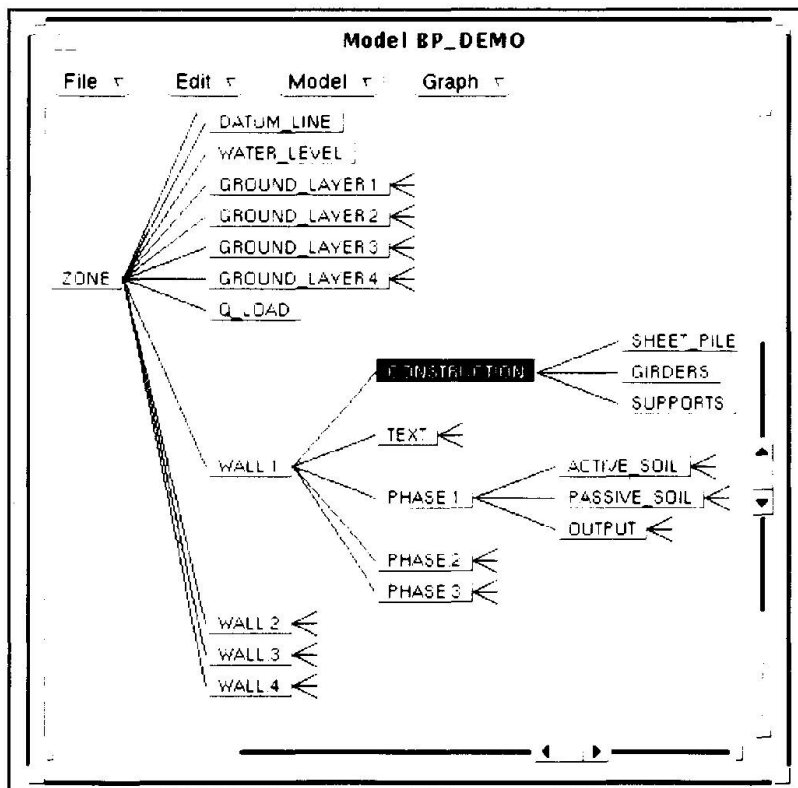 Model BP_DEMO
File Edit Model Graph
DATUM_LINE
WATER_LEVEL
GROUND_LAYER 1
GROUND_LAYER 2
GROUND_LAYER 3
ZONE GROUND_LAYER 4
Q_LOAD
SHEET_PILE
CONSTRUCTION GIRDERS
SUPPORTS
TEXT
WALL 1 ACTIVE_SOIL
PHASE 1 PASSIVE_SOIL
OUTPUT
PHASE 2
PHASE 3
WALL 2
WALL 3
WALL 4